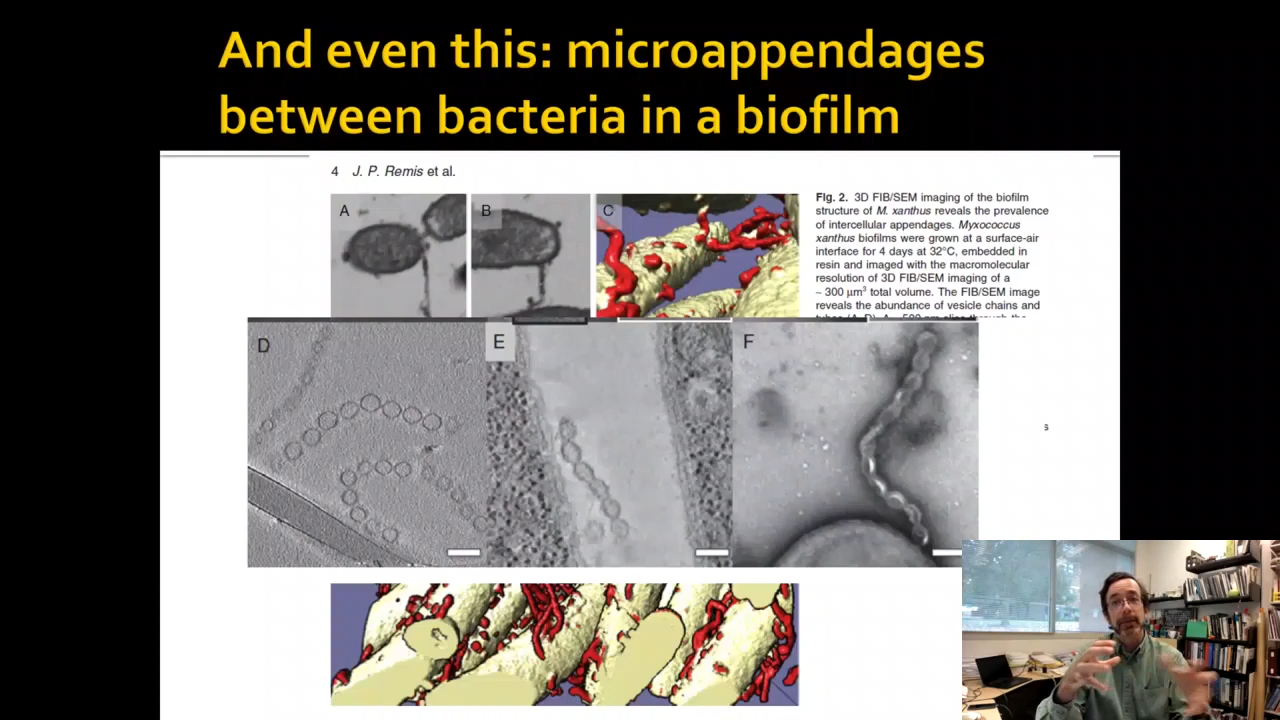 And even this: microappendages
between bacteria in a biofilm
4 J. P. Remis et al.
A
B
C
Fig. 2. 3D FIB/SEM imaging of the biofilm
structure of M. xanthus reveals the prevalence
of intercellular appendages. Myxococcus
xanthus biofilms were grown at a surface-air
interface for 4 days at 32°C, embedded in
resin and imaged with the macromolecular
resolution of 3D FIB/SEM imaging of a
~ 300 μm³ total volume. The FIB/SEM image
reveals the abundance of vesicle chains and
D
E
F
s